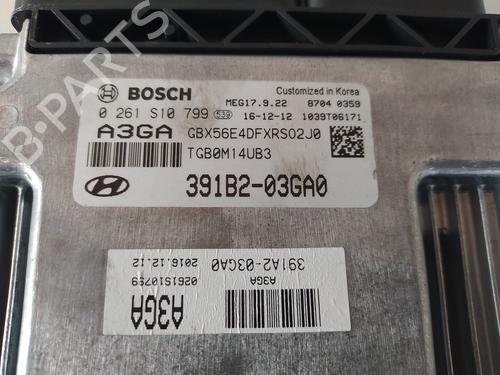 BOSCH
Customized in Korea
MEG17.9.22 8704 0359
0 261 S10 799 539 16-12-12 1039T06171
A3GA GBX56E4DFXRS02J0
TGB0M14UB3
391B2-03GA0
391A2-03GA0
A3GA
0261S10799
2016.12.12
A3GA
B-PARTS